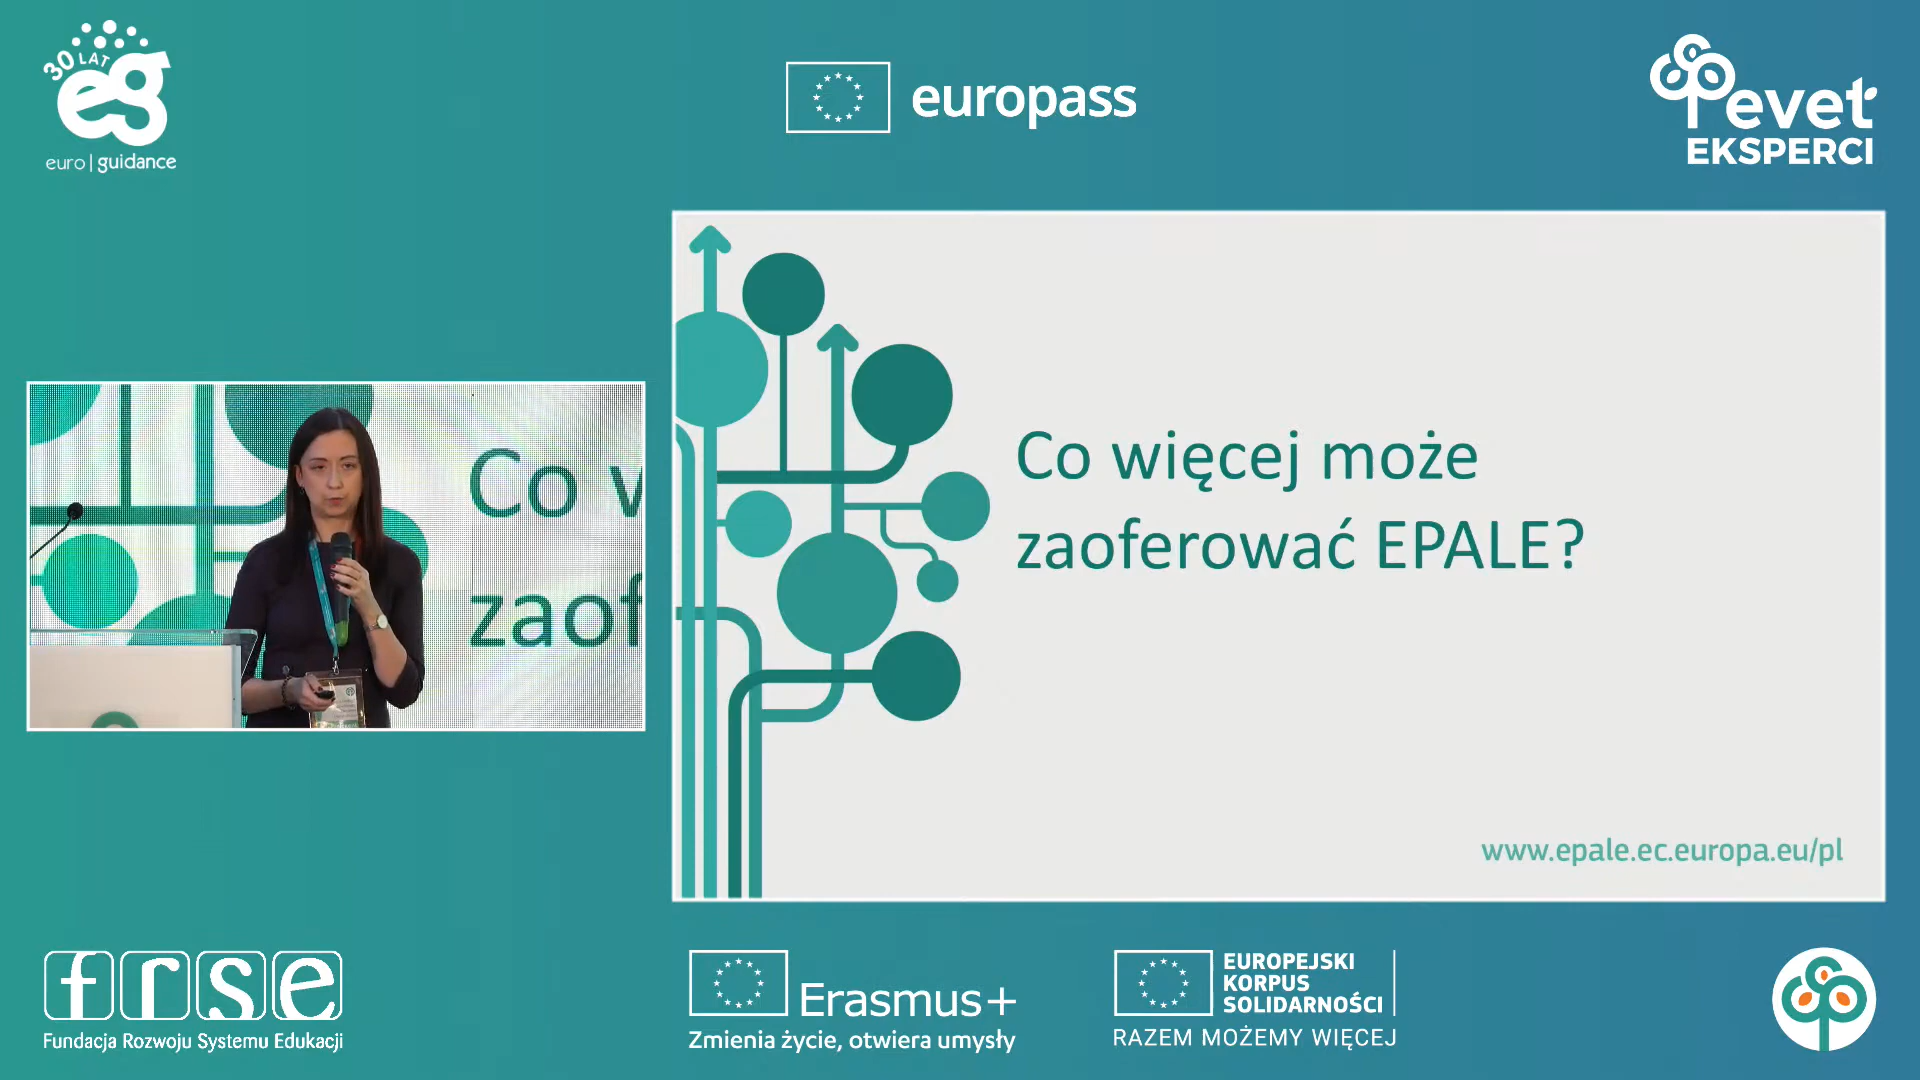 30 LAT
eg
euro|guidance
europass
evet
EKSPERCI
Co w
zaof
Co więcej może
zaoferować EPALE?
www.epale.ec.europa.eu/pl
frse
Fundacja Rozwoju Systemu Edukacji
Erasmus+
Zmienia życie, otwiera umysły
EUROPEJSKI
KORPUS
SOLIDARNOŚCI
RAZEM MOŻEMY WIĘCEJ